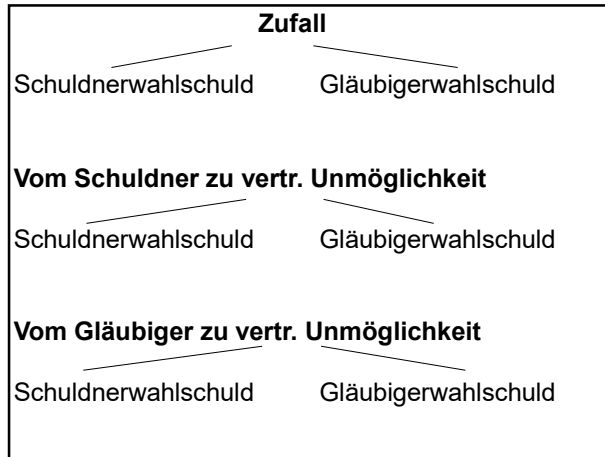 Zufall
Schuldnerwahlschuld Gläubigerwahlschuld
Vom Schuldner zu vertr. Unmöglichkeit
Schuldnerwahlschuld Gläubigerwahlschuld
Vom Gläubiger zu vertr. Unmöglichkeit
Schuldnerwahlschuld Gläubigerwahlschuld